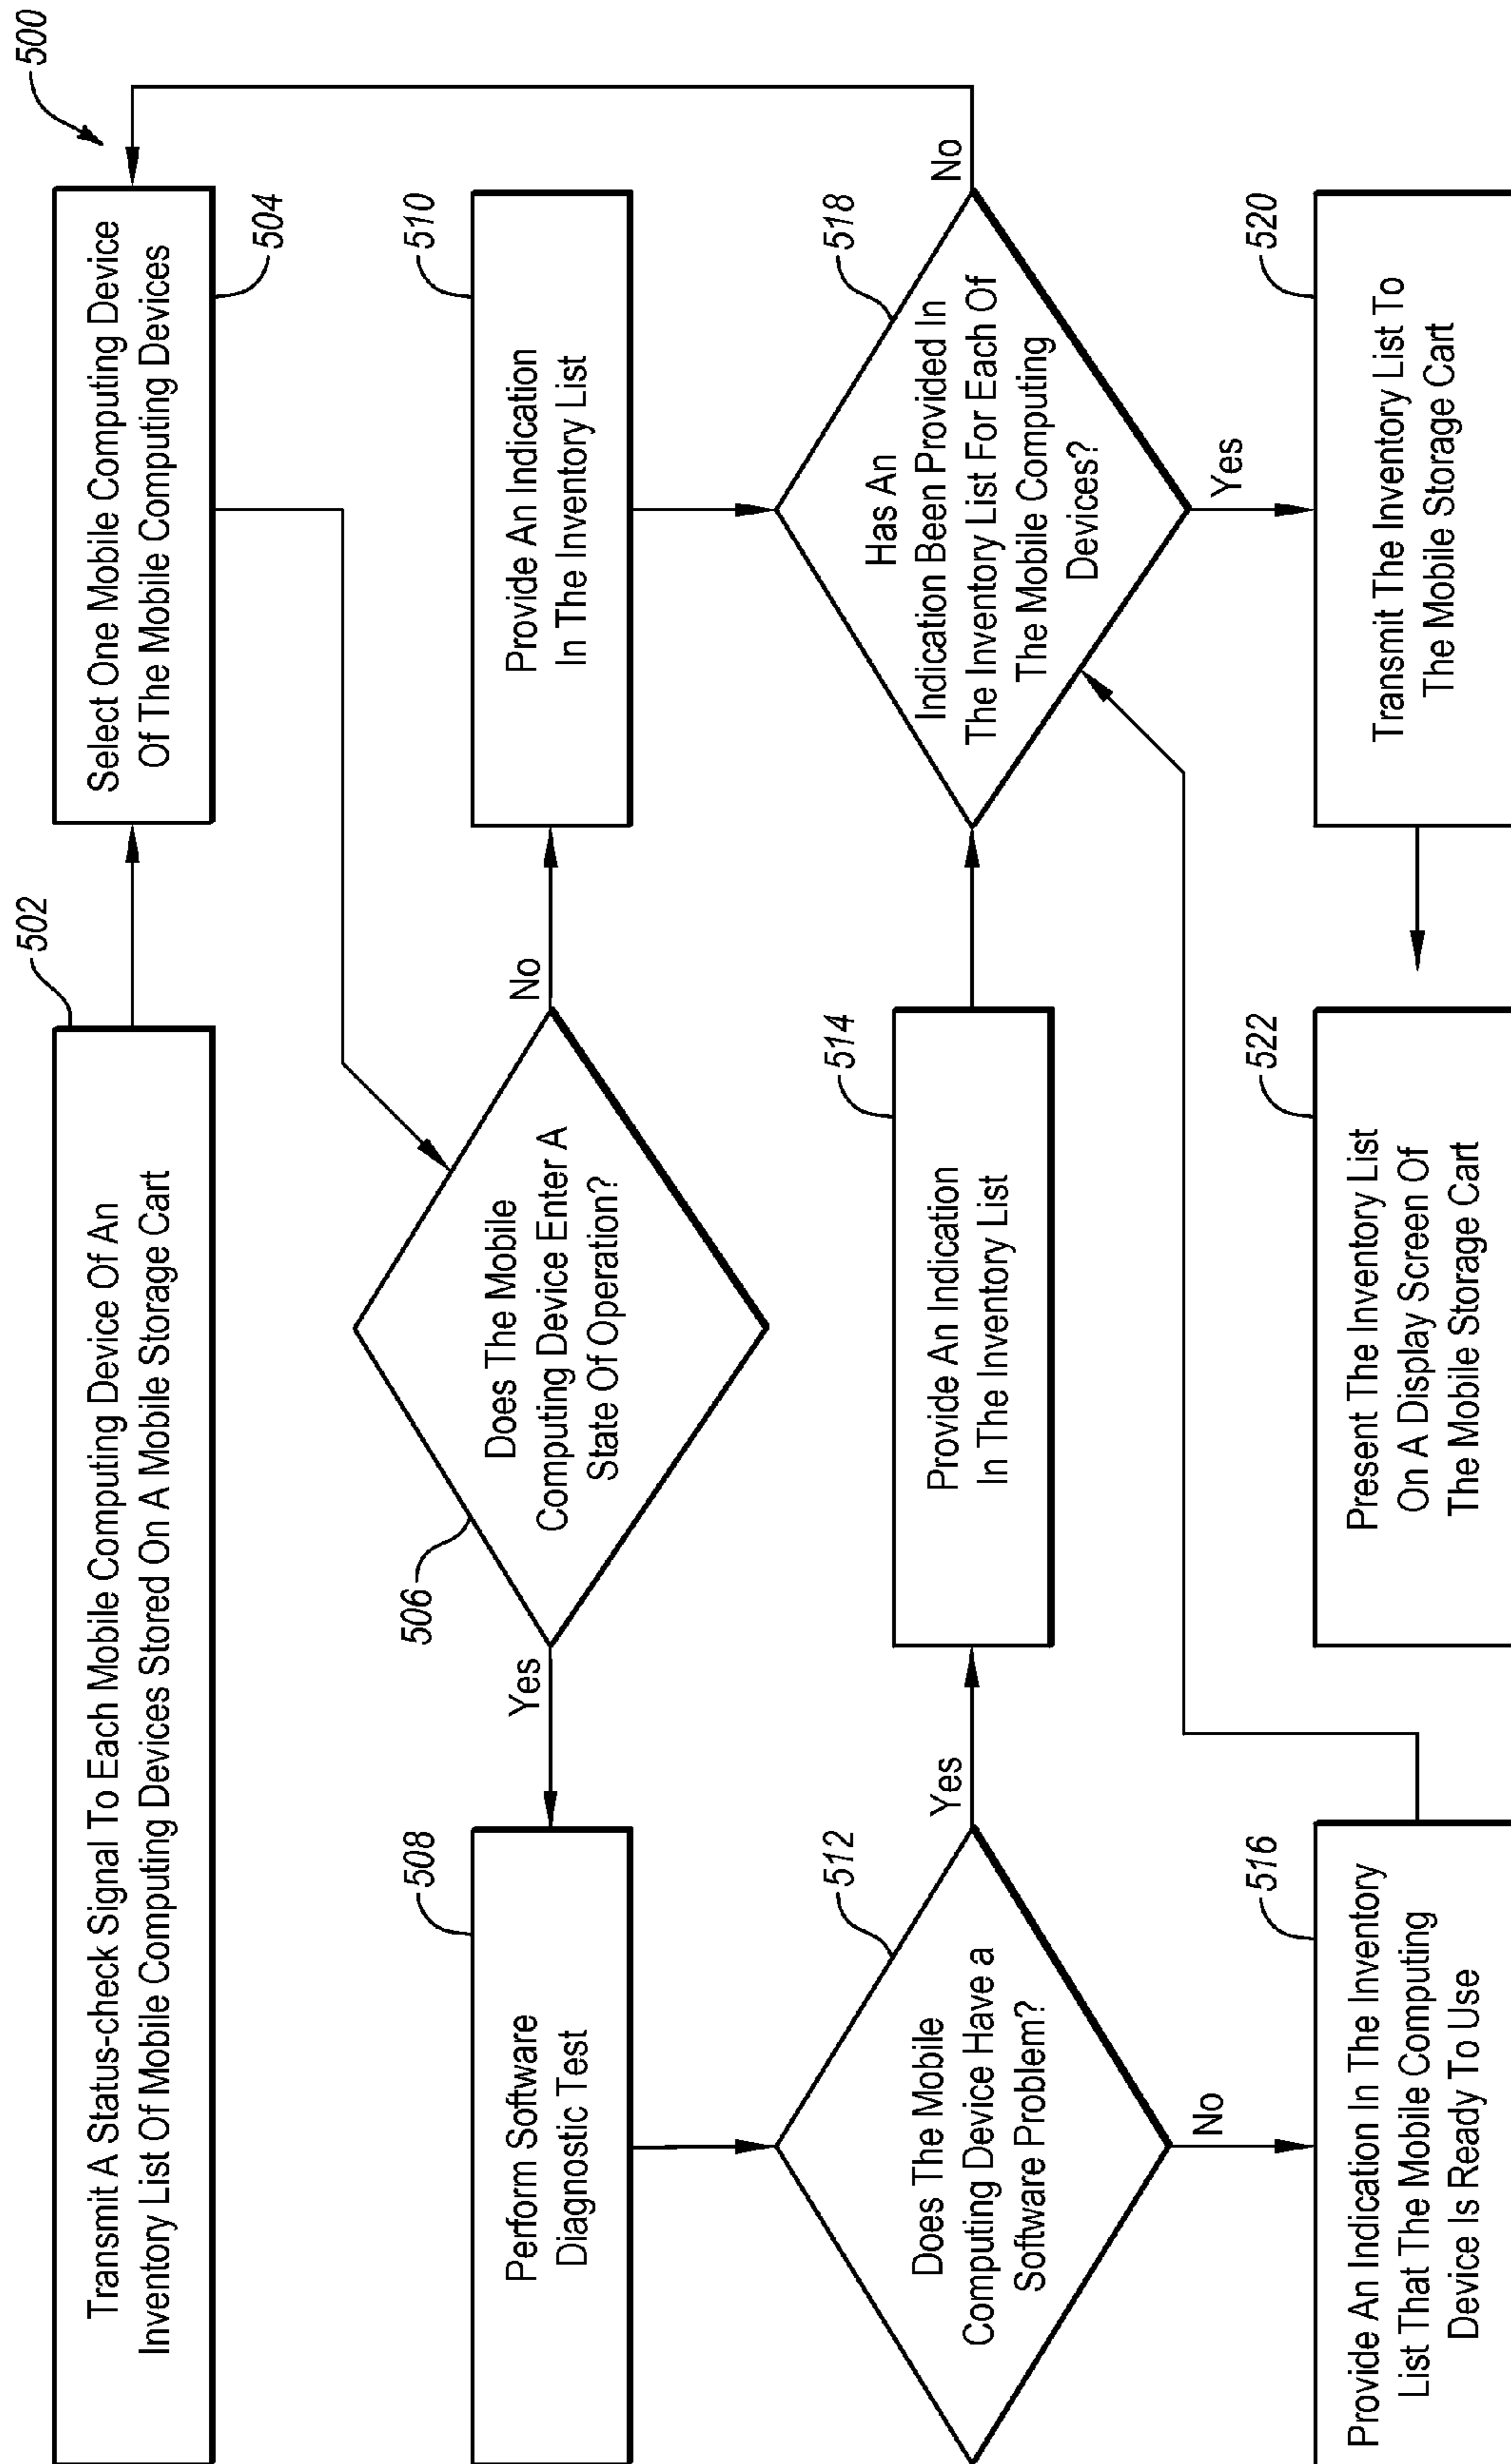 500
502
Transmit A Status-check Signal To Each Mobile Computing Device Of An
Inventory List Of Mobile Computing Devices Stored On A Mobile Storage Cart
Select One Mobile Computing Device
Of The Mobile Computing Devices
504
506
Does The Mobile
Computing Device Enter A
State Of Operation?
Yes
No
508
Perform Software
Diagnostic Test
510
Provide An Indication
In The Inventory List
512
Does The Mobile
Computing Device Have a
Software Problem?
Yes
No
514
Provide An Indication
In The Inventory List
516
Provide An Indication In The Inventory
List That The Mobile Computing
Device Is Ready To Use
518
Has An
Indication Been Provided In
The Inventory List For Each Of
The Mobile Computing
Devices?
No
Yes
520
Transmit The Inventory List To
The Mobile Storage Cart
522
Present The Inventory List
On A Display Screen Of
The Mobile Storage Cart